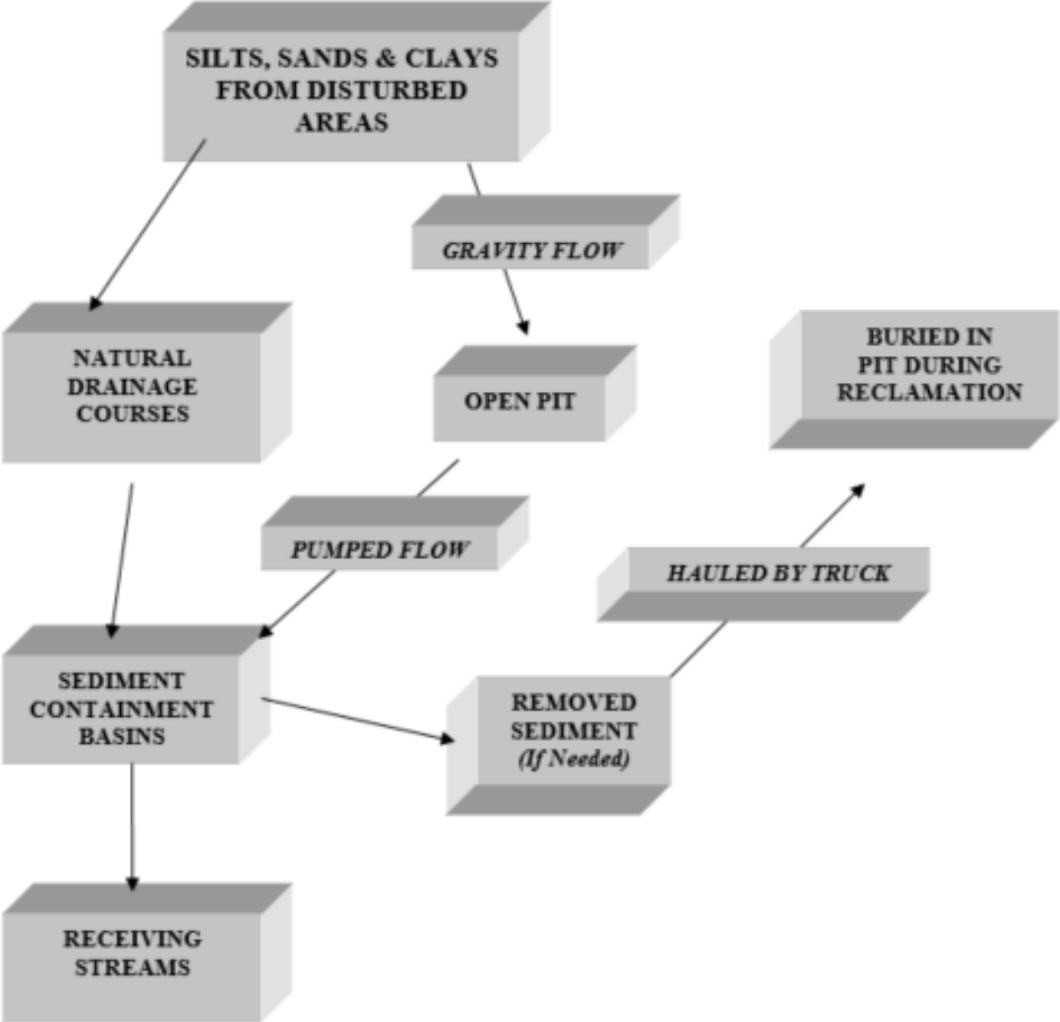 SILTS, SANDS & CLAYS
FROM DISTURBED
AREAS
GRAVITY FLOW
NATURAL
DRAINAGE
COURSES
OPEN PIT
BURIED IN
PIT DURING
RECLAMATION
PUMPED FLOW
HAULED BY TRUCK
SEDIMENT
CONTAINMENT
BASINS
REMOVED
SEDIMENT
(If Needed)
RECEIVING
STREAMS